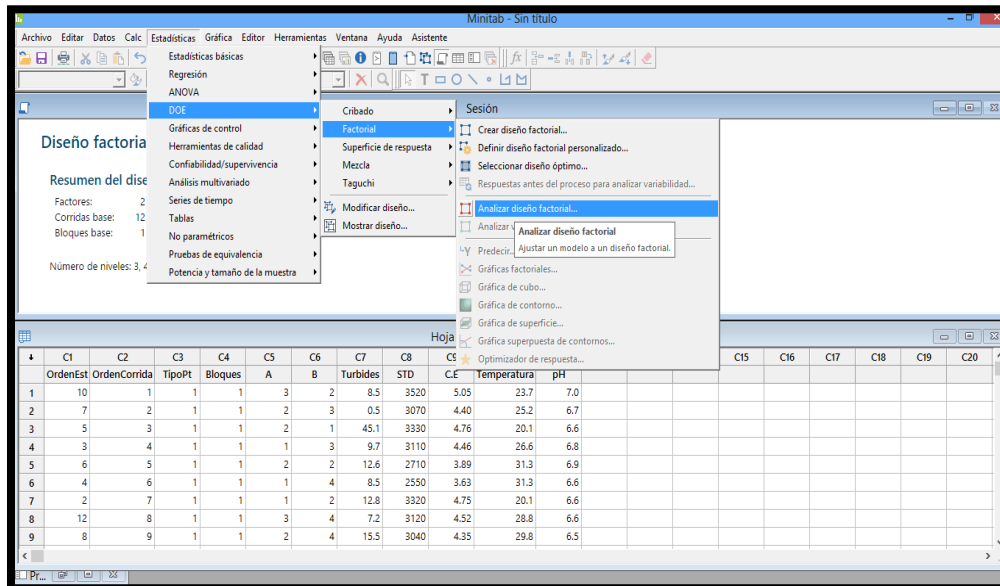 Minitab - Sin título
Archivo Editar Datos Calc Estadísticas Gráfica Editor Herramientas Ventana Ayuda Asistente
Estadísticas básicas
Regresión
ANOVA
DOE
Gráficas de control
Herramientas de calidad
Confiabilidad/supervivencia
Análisis multivariado
Series de tiempo
Tablas
No paramétricos
Pruebas de equivalencia
Potencia y tamaño de la muestra
Cribado
Factorial
Superficie de respuesta
Mezcla
Taguchi
Modificar diseño...
Mostrar diseño...
Sesión
Crear diseño factorial...
Definir diseño factorial personalizado...
Seleccionar diseño óptimo...
Respuestas antes del proceso para analizar variabilidad...
Analizar diseño factorial...
Analizar v
Analizar diseño factorial
Ajustar un modelo a un diseño factorial.
Predecir...
Gráficas factoriales...
Gráfica de cubo...
Gráfica de contorno...
Gráfica de superficie...
Gráfica superpuesta de contornos...
Optimizador de respuesta...
Diseño factoria
Resumen del dise
Factores: 2
Corridas base: 12
Bloques base: 1
Número de niveles: 3, 4
Hoja
C1 C2 C3 C4 C5 C6 C7 C8 C9 C15 C16 C17 C18 C19 C20
OrdenEst OrdenCorrida TipoPt Bloques A B Turbides STD C.E Temperatura pH
1 10 1 1 1 3 2 8.5 3520 5.05 23.7 7.0
2 7 2 1 1 2 3 0.5 3070 4.40 25.2 6.7
3 5 3 1 1 2 1 45.1 3330 4.76 20.1 6.6
4 3 4 1 1 1 3 9.7 3110 4.46 26.6 6.8
5 6 5 1 1 2 2 12.6 2710 3.89 31.3 6.9
6 4 6 1 1 1 4 8.5 2550 3.63 31.3 6.6
7 2 7 1 1 1 2 12.8 3320 4.75 20.1 6.6
8 12 8 1 1 3 4 7.2 3120 4.52 28.8 6.6
9 8 9 1 1 2 4 15.5 3040 4.35 29.8 6.5
Pr...